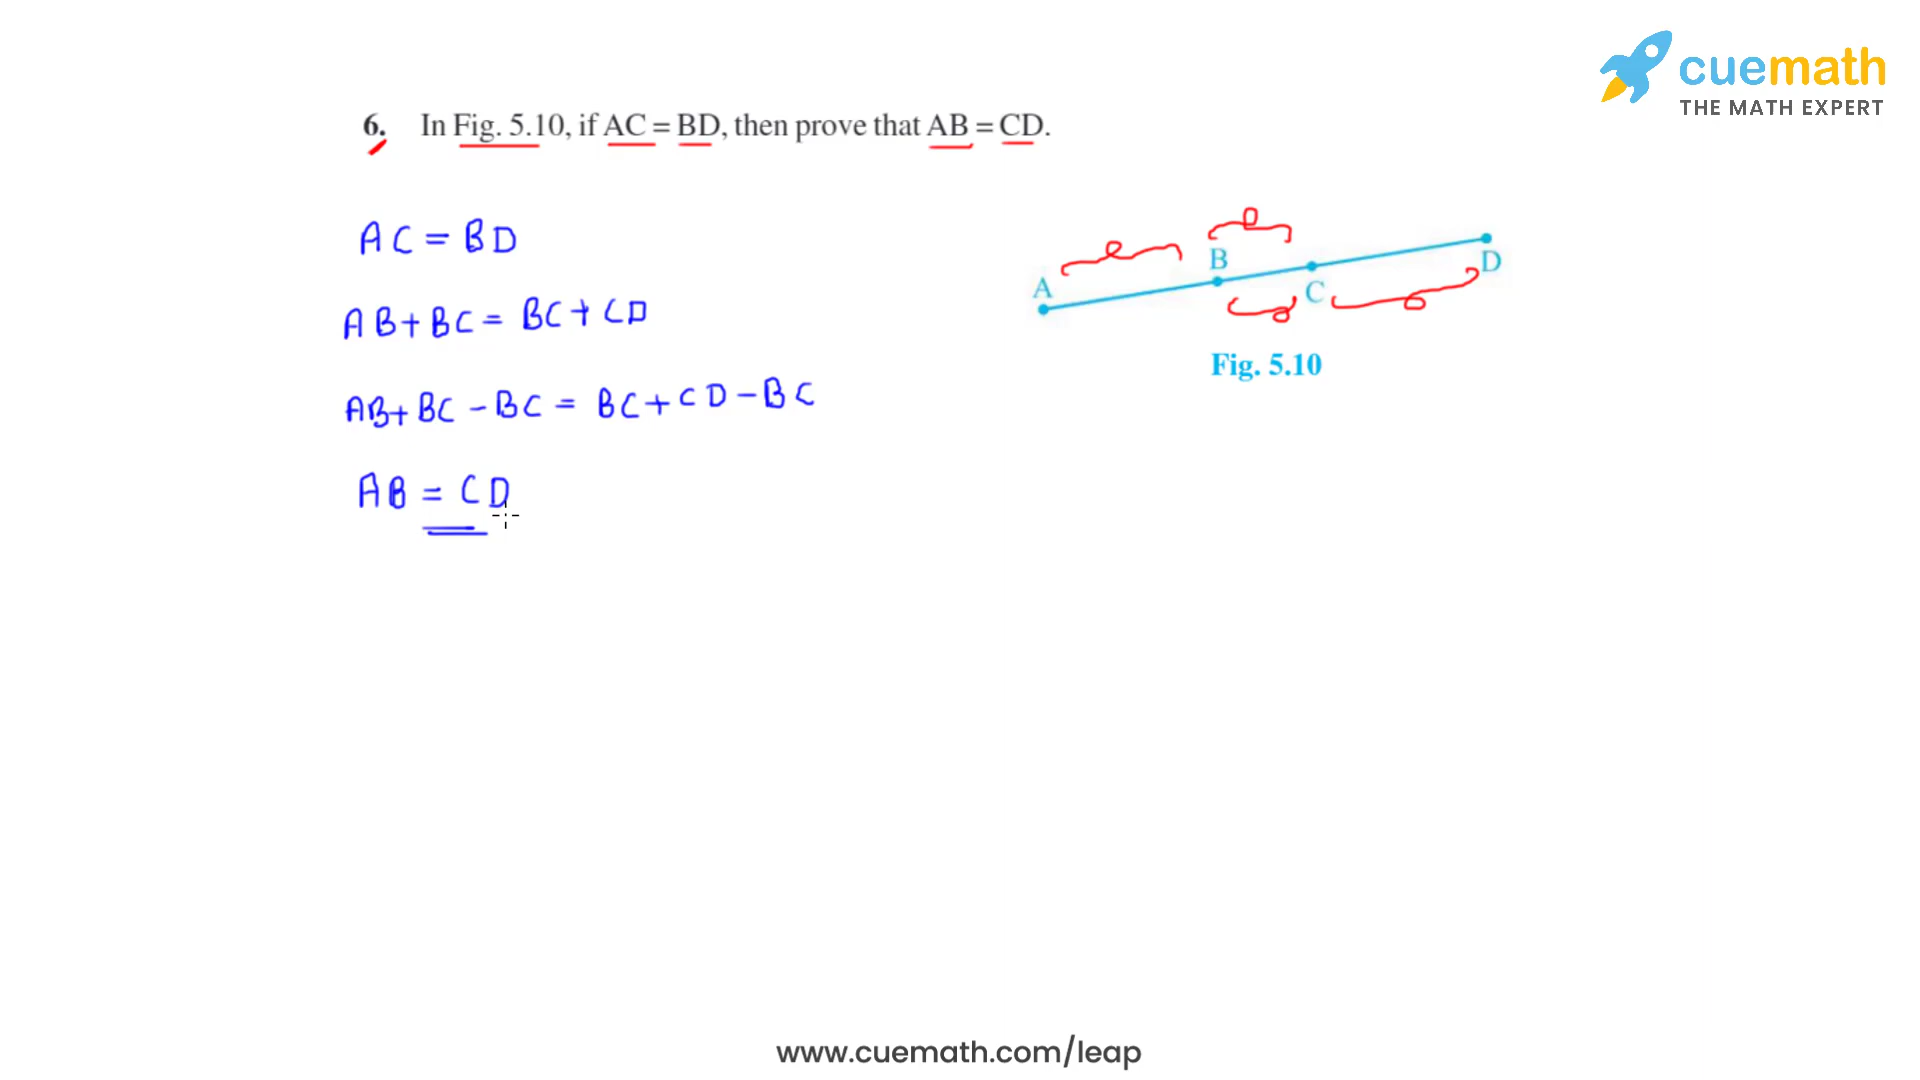 cuemath
THE MATH EXPERT
6. In Fig. 5.10, if AC = BD, then prove that AB = CD.
AC = BD
AB + BC = BC + CD
AB + BC - BC = BC + CD - BC
AB = CD
A
B
C
D
Fig. 5.10
www.cuemath.com/leap